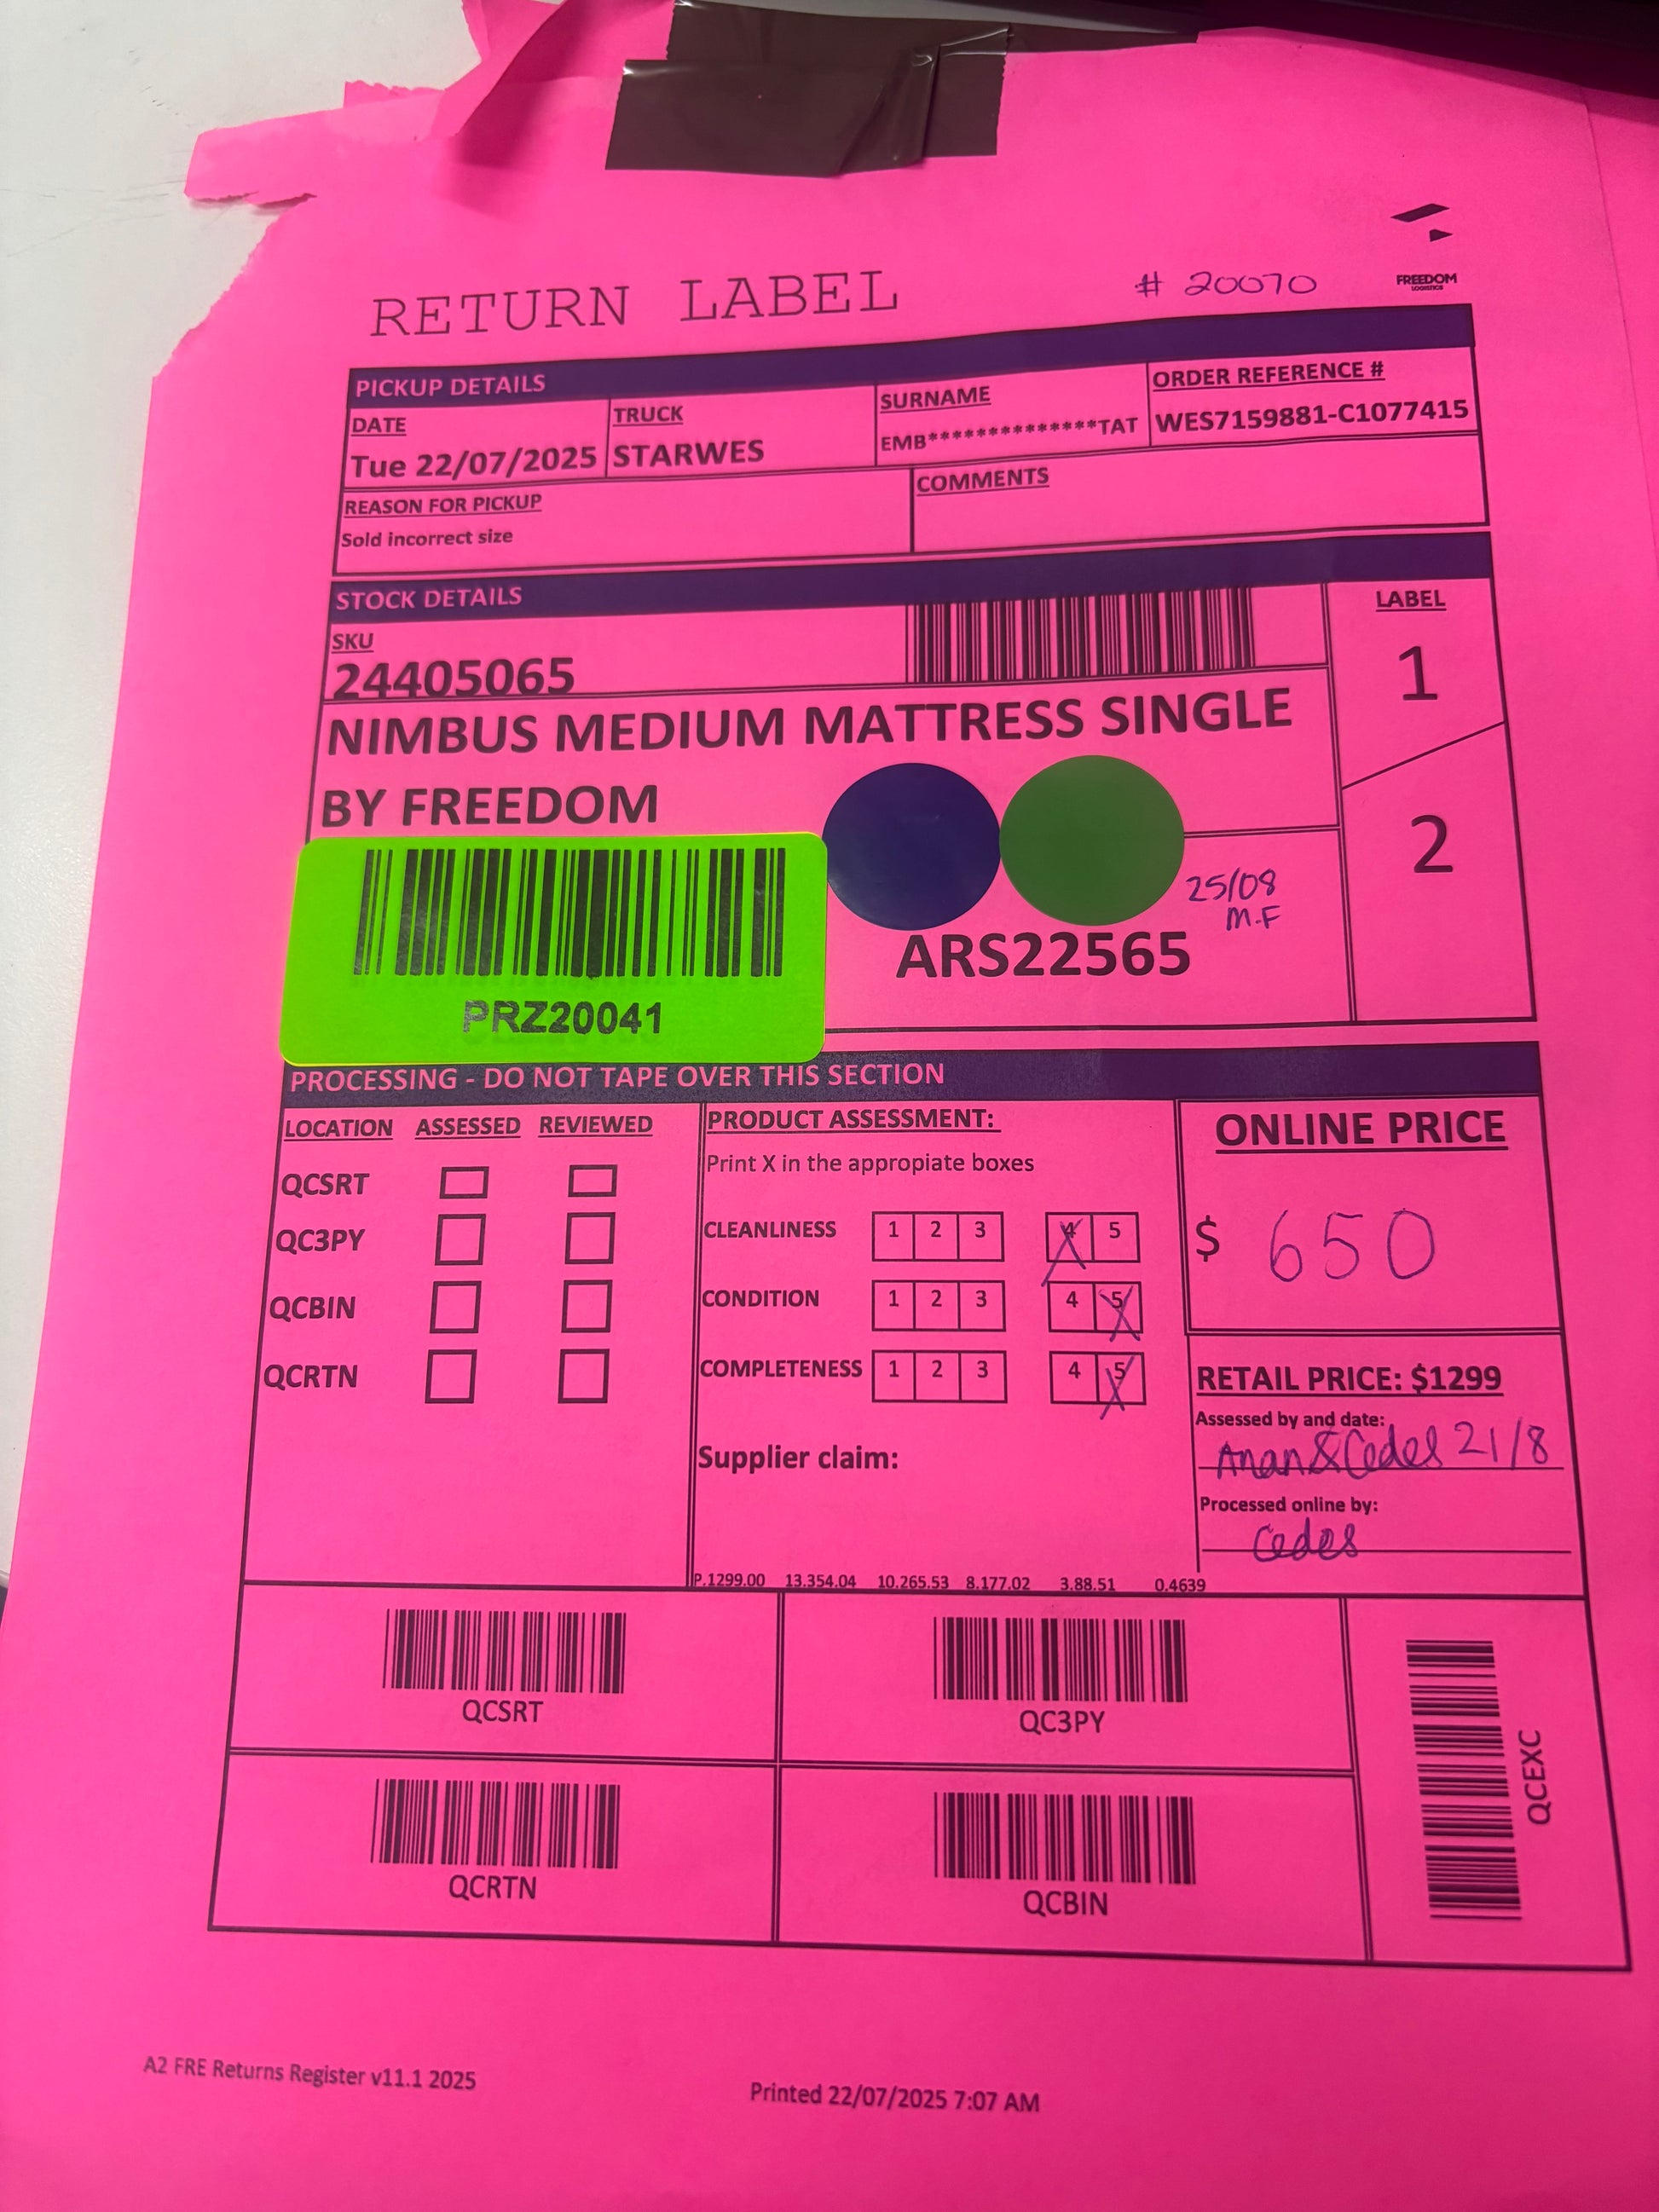 RETURN LABEL
# 20070
FREEDOM
LOGISTICS
PICKUP DETAILS
DATE
Tue 22/07/2025
TRUCK
STARWES
SURNAME
EMB**************TAT
ORDER REFERENCE #
WES7159881-C1077415
REASON FOR PICKUP
Sold incorrect size
COMMENTS
STOCK DETAILS
SKU
24405065
NIMBUS MEDIUM MATTRESS SINGLE
BY FREEDOM
LABEL
1
2
25/08
M.F
ARS22565
PRZ20041
PROCESSING - DO NOT TAPE OVER THIS SECTION
LOCATION ASSESSED REVIEWED
QCSRT
QC3PY
QCBIN
QCRTN
PRODUCT ASSESSMENT:
Print X in the appropiate boxes
CLEANLINESS 1 2 3 4 5
CONDITION 1 2 3 4 5
COMPLETENESS 1 2 3 4 5
Supplier claim:
P.1299.00 13.354.04 10.265.53 8.177.02 3.88.51 0.4639
ONLINE PRICE
$ 650
RETAIL PRICE: $1299
Assessed by and date:
Anan & Cedes 21/8
Processed online by:
Cedes
QCSRT
QC3PY
QCRTN
QCBIN
QCEXC
A2 FRE Returns Register v11.1 2025
Printed 22/07/2025 7:07 AM